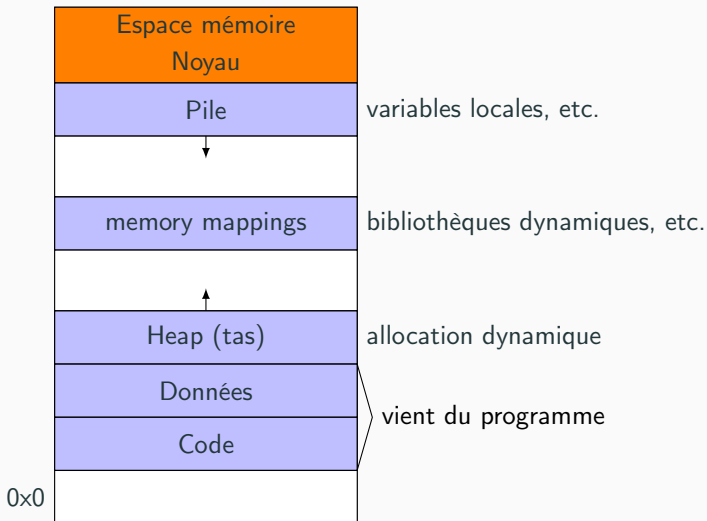 Espace mémoire
Noyau
Pile
variables locales, etc.
memory mappings
bibliothèques dynamiques, etc.
Heap (tas)
allocation dynamique
Données
vient du programme
Code
0x0